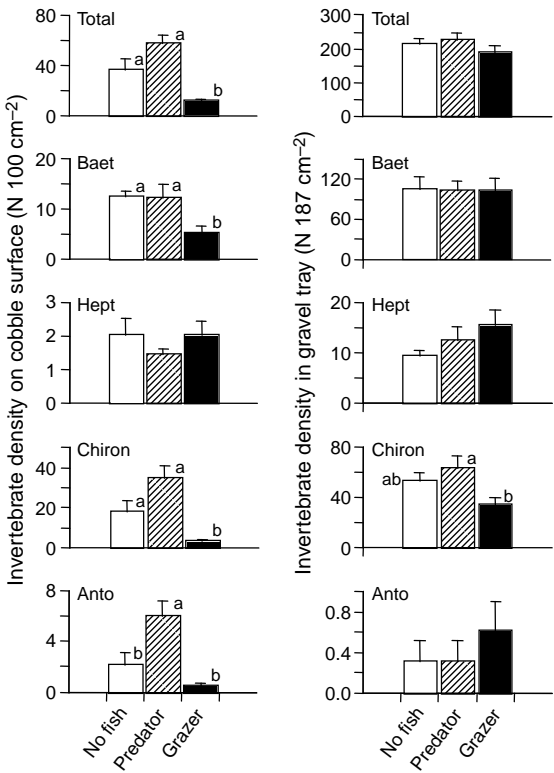 Invertebrate density on cobble surface (N 100 cm⁻²)
Total
80
40
0
a
a
b
Baet
20
10
0
a
a
b
Hept
3
2
1
0
Chiron
40
20
0
a
a
b
Anto
8
4
0
b
a
b
No fish
Predator
Grazer
Invertebrate density in gravel tray (N 187 cm⁻²)
Total
300
200
100
0
Baet
120
60
0
Hept
20
10
0
Chiron
80
40
0
ab
a
b
Anto
0.8
0.4
0.0
No fish
Predator
Grazer